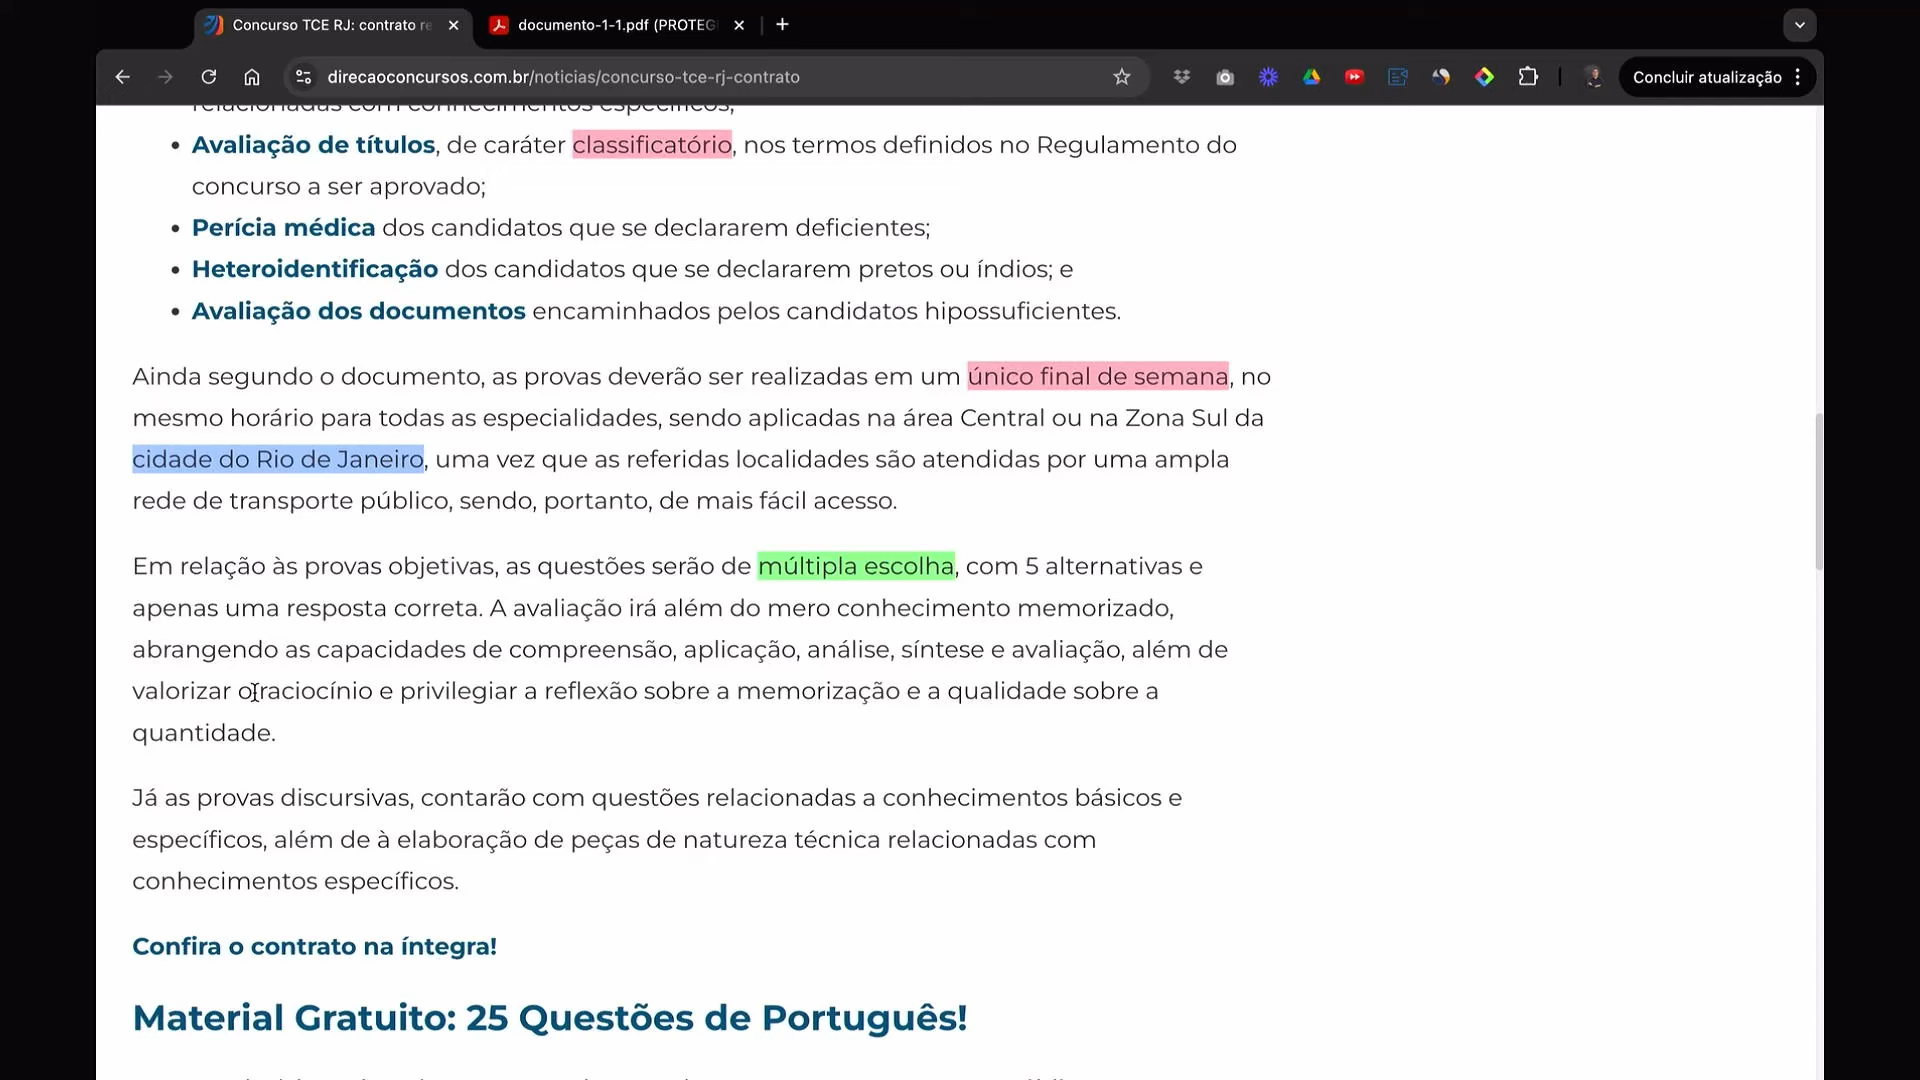 Concurso TCE RJ: contrato re
documento-1-1.pdf (PROTEG
direcaoconcursos.com.br/noticias/concurso-tce-rj-contrato
Concluir atualização
relacionadas com conhecimentos específicos;
Avaliação de títulos, de caráter classificatório, nos termos definidos no Regulamento do
concurso a ser aprovado;
Perícia médica dos candidatos que se declararem deficientes;
Heteroidentificação dos candidatos que se declararem pretos ou índios; e
Avaliação dos documentos encaminhados pelos candidatos hipossuficientes.
Ainda segundo o documento, as provas deverão ser realizadas em um único final de semana, no
mesmo horário para todas as especialidades, sendo aplicadas na área Central ou na Zona Sul da
cidade do Rio de Janeiro, uma vez que as referidas localidades são atendidas por uma ampla
rede de transporte público, sendo, portanto, de mais fácil acesso.
Em relação às provas objetivas, as questões serão de múltipla escolha, com 5 alternativas e
apenas uma resposta correta. A avaliação irá além do mero conhecimento memorizado,
abrangendo as capacidades de compreensão, aplicação, análise, síntese e avaliação, além de
valorizar o raciocínio e privilegiar a reflexão sobre a memorização e a qualidade sobre a
quantidade.
Já as provas discursivas, contarão com questões relacionadas a conhecimentos básicos e
específicos, além de à elaboração de peças de natureza técnica relacionadas com
conhecimentos específicos.
Confira o contrato na íntegra!
Material Gratuito: 25 Questões de Português!